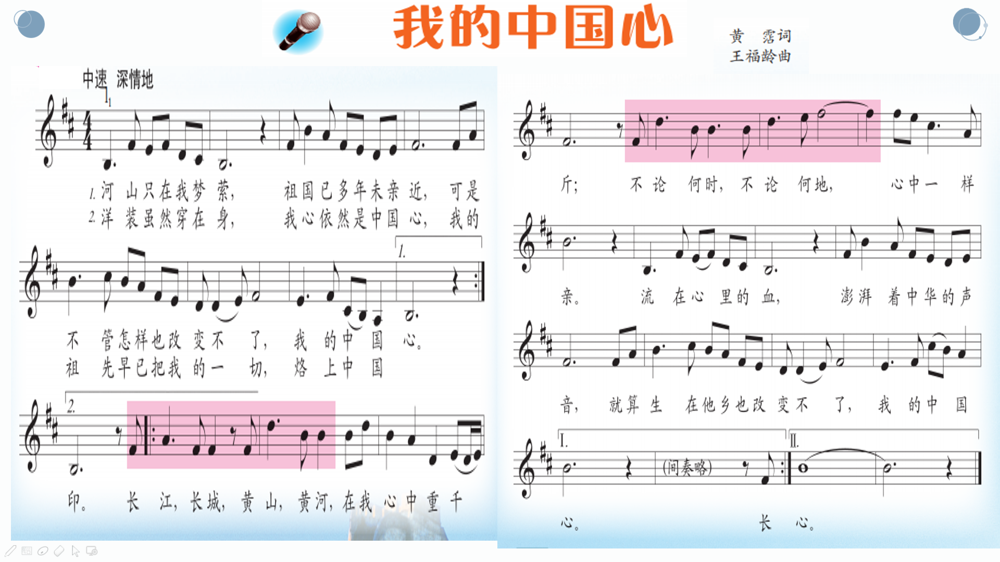 我的中国心
黄 霑词
王福龄曲
中速 深情地
4
4
1.河 山只在我梦 萦， 祖国已多年未亲 近， 可是
2.洋 装虽然穿在 身， 我心依然是中国 心， 我的
1.
不 管怎样也改 变不 了， 我 的中 国 心。
祖 先早已把我 的一 切， 烙 上中 国
2.
印。 长 江，长城，黄 山， 黄河，在我 心 中 重 千
斤； 不 论 何时， 不 论 何地， 心中一 样
亲。 流 在心 里的 血， 澎湃 着中华的声
音， 就算 生 在他乡也改 变不 了， 我 的中 国
I.
(间奏略)
II.
心。 长 心。